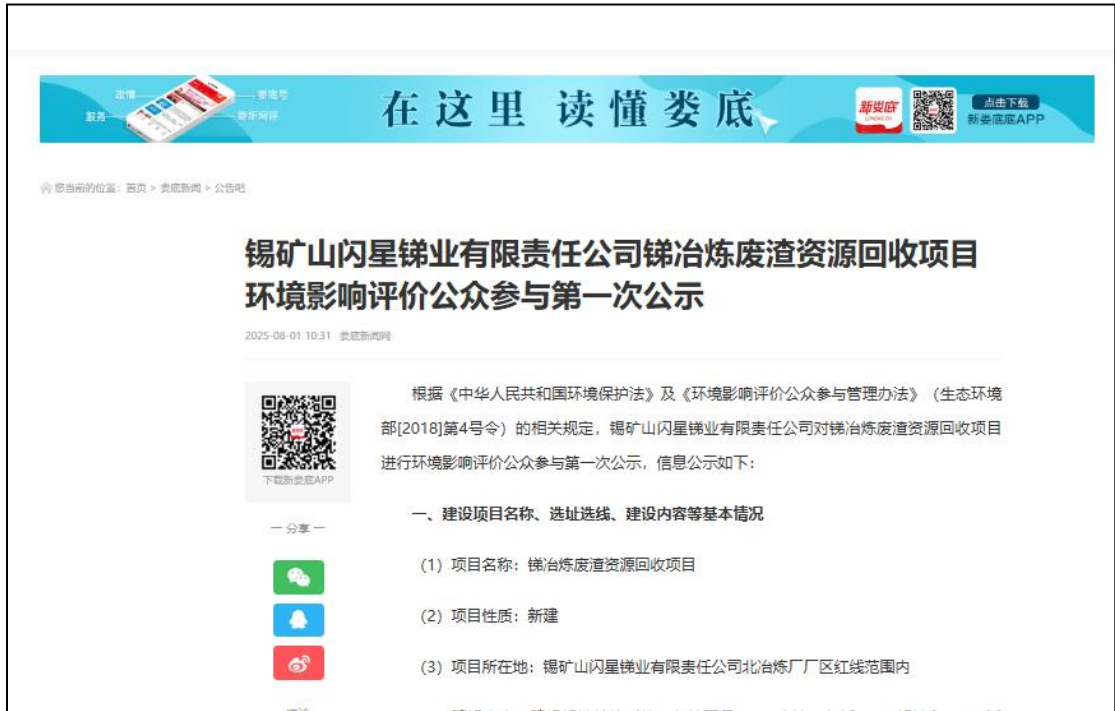 政情
娄底号
服务
在这里 读懂娄底
新娄底
点击下载
新娄底APP
您当前的位置：首页 > 娄底新闻 > 公告吧
锡矿山闪星锑业有限责任公司锑冶炼废渣资源回收项目
环境影响评价公众参与第一次公示
2025-08-01 10:31 娄底新闻网
根据《中华人民共和国环境保护法》及《环境影响评价公众参与管理办法》（生态环境
部[2018]第4号令）的相关规定，锡矿山闪星锑业有限责任公司对锑冶炼废渣资源回收项目
进行环境影响评价公众参与第一次公示，信息公示如下：
下载新娄底APP
一、建设项目名称、选址选线、建设内容等基本情况
— 分享 —
（1）项目名称：锑冶炼废渣资源回收项目
（2）项目性质：新建
（3）项目所在地：锡矿山闪星锑业有限责任公司北冶炼厂厂区红线范围内